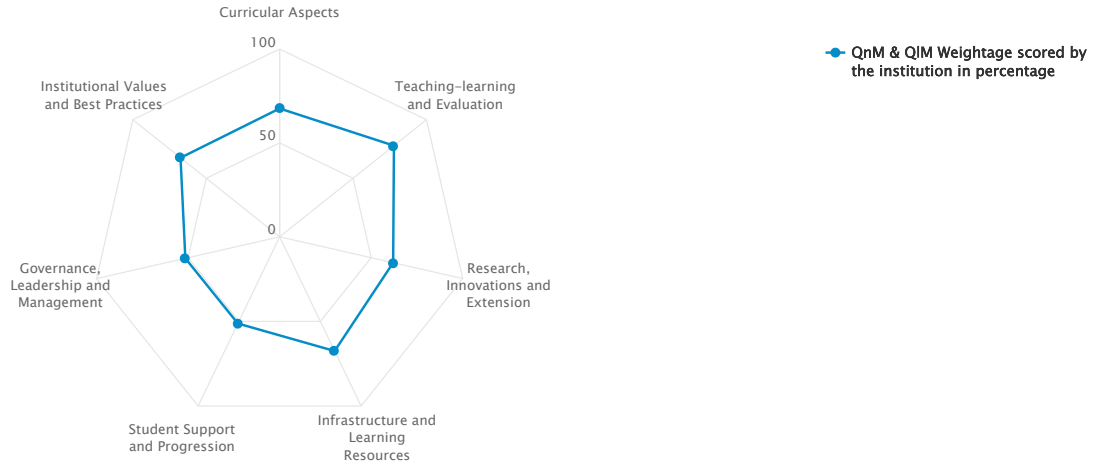 Curricular Aspects
100
50
0
Teaching-learning
and Evaluation
Research,
Innovations and
Extension
Infrastructure and
Learning
Resources
Student Support
and Progression
Governance,
Leadership and
Management
Institutional Values
and Best Practices
QnM & QlM Weightage scored by
the institution in percentage